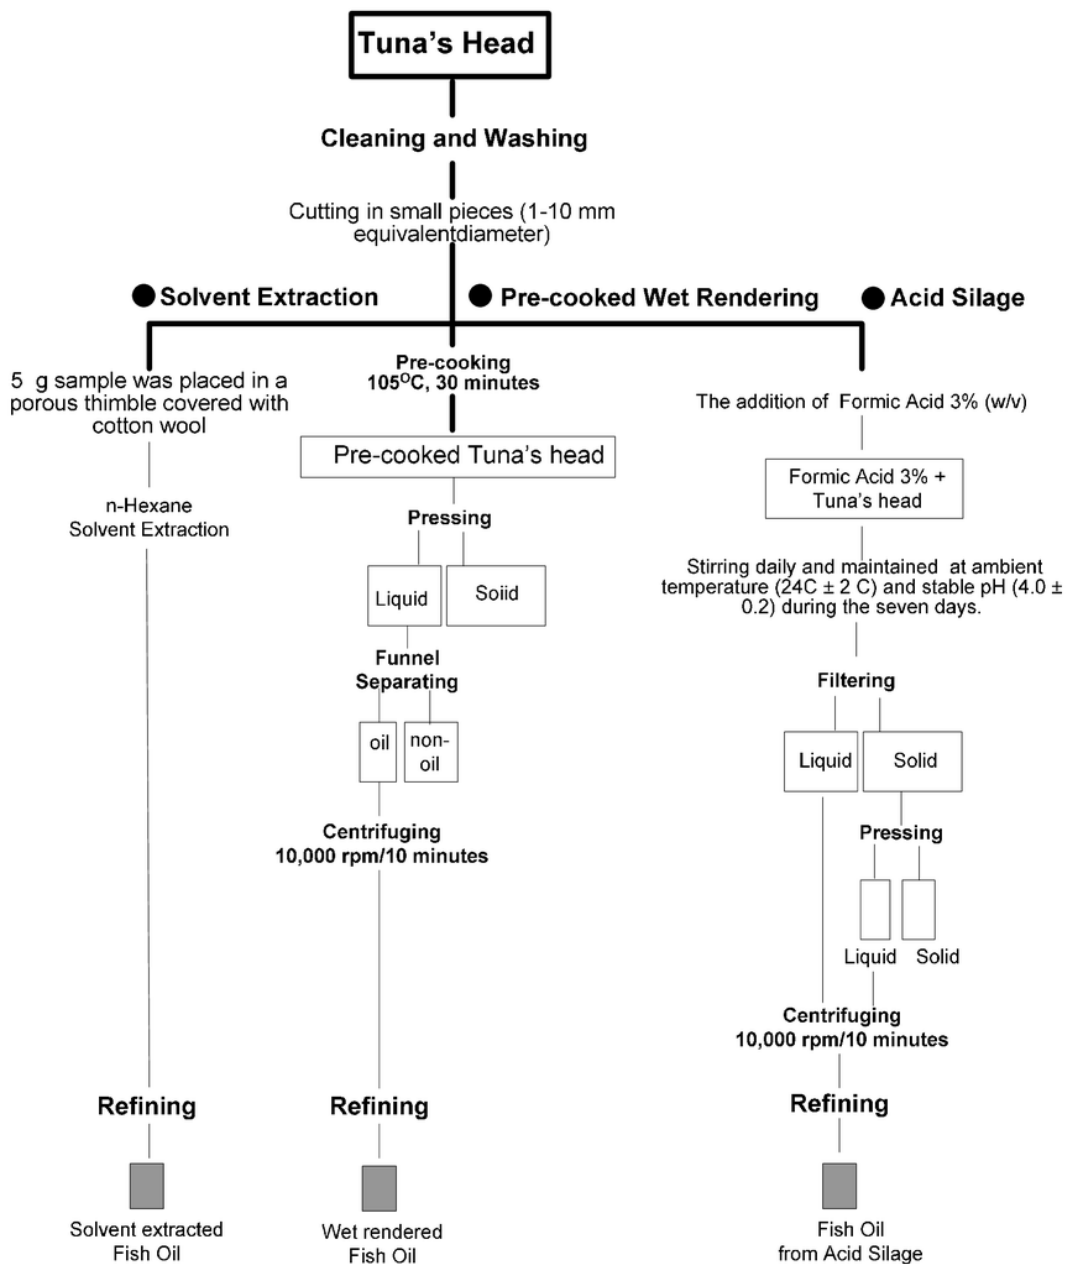 Tuna's Head
Cleaning and Washing
Cutting in small pieces (1-10 mm
equivalentdiameter)
Solvent Extraction
Pre-cooked Wet Rendering
Acid Silage
5 g sample was placed in a
porous thimble covered with
cotton wool
n-Hexane
Solvent Extraction
Refining
Solvent extracted
Fish Oil
Pre-cooking
105°C, 30 minutes
Pre-cooked Tuna's head
Pressing
Liquid
Soiid
Funnel
Separating
oil
non-
oil
Centrifuging
10,000 rpm/10 minutes
Refining
Wet rendered
Fish Oil
The addition of Formic Acid 3% (w/v)
Formic Acid 3% +
Tuna's head
Stirring daily and maintained at ambient
temperature (24C ± 2 C) and stable pH (4.0 ±
0.2) during the seven days.
Filtering
Liquid
Solid
Pressing
Liquid
Solid
Centrifuging
10,000 rpm/10 minutes
Refining
Fish Oil
from Acid Silage